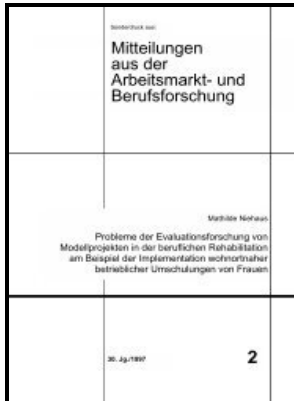 Sonderdruck aus:
Mitteilungen
aus der
Arbeitsmarkt- und
Berufsforschung
Mathilde Niehaus
Probleme der Evaluationsforschung von
Modellprojekten in der beruflichen Rehabilitation
am Beispiel der Implementation wohnortnaher
betrieblicher Umschulungen von Frauen
30. Jg./1997
2